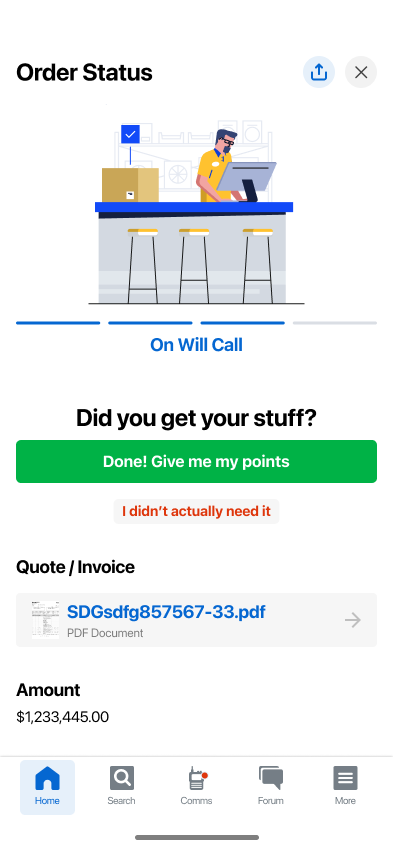 Order Status
On Will Call
Did you get your stuff?
Done! Give me my points
I didn’t actually need it
Quote / Invoice
SDGsdfg857567-33.pdf
PDF Document
Amount
$1,233,445.00
Home
Search
Comms
Forum
More